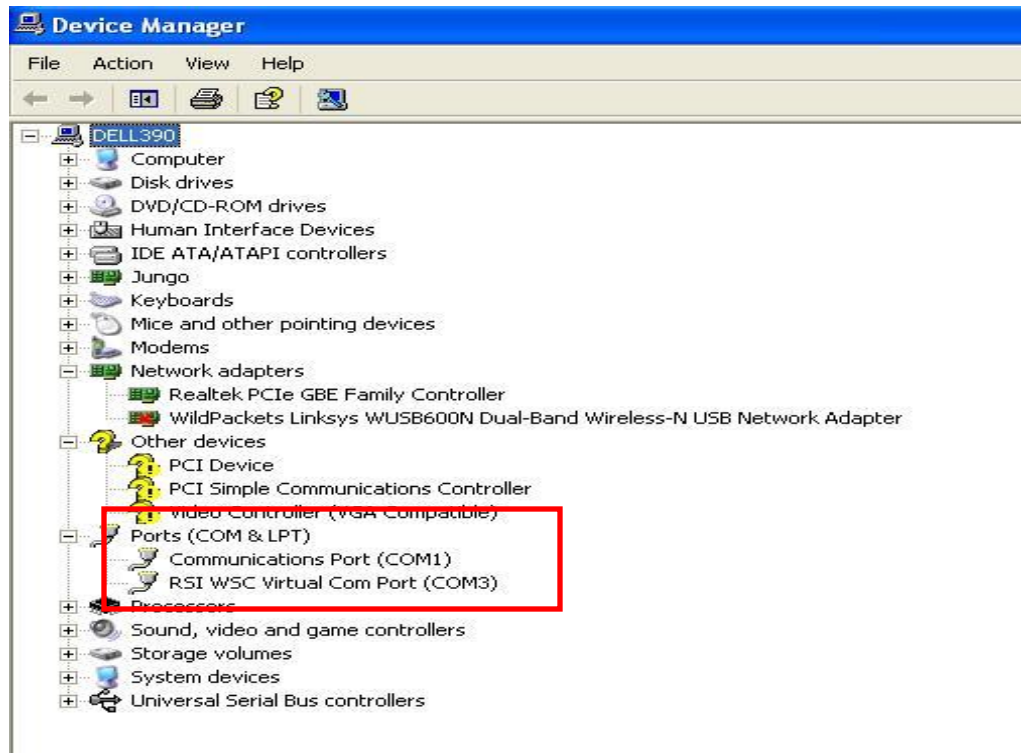 Device Manager
File Action View Help
DELL390
Computer
Disk drives
DVD/CD-ROM drives
Human Interface Devices
IDE ATA/ATAPI controllers
Jungo
Keyboards
Mice and other pointing devices
Modems
Network adapters
Realtek PCIe GBE Family Controller
WildPackets Linksys WUSB600N Dual-Band Wireless-N USB Network Adapter
Other devices
PCI Device
PCI Simple Communications Controller
Video Controller (VGA Compatible)
Ports (COM & LPT)
Communications Port (COM1)
RSI WSC Virtual Com Port (COM3)
Processors
Sound, video and game controllers
Storage volumes
System devices
Universal Serial Bus controllers